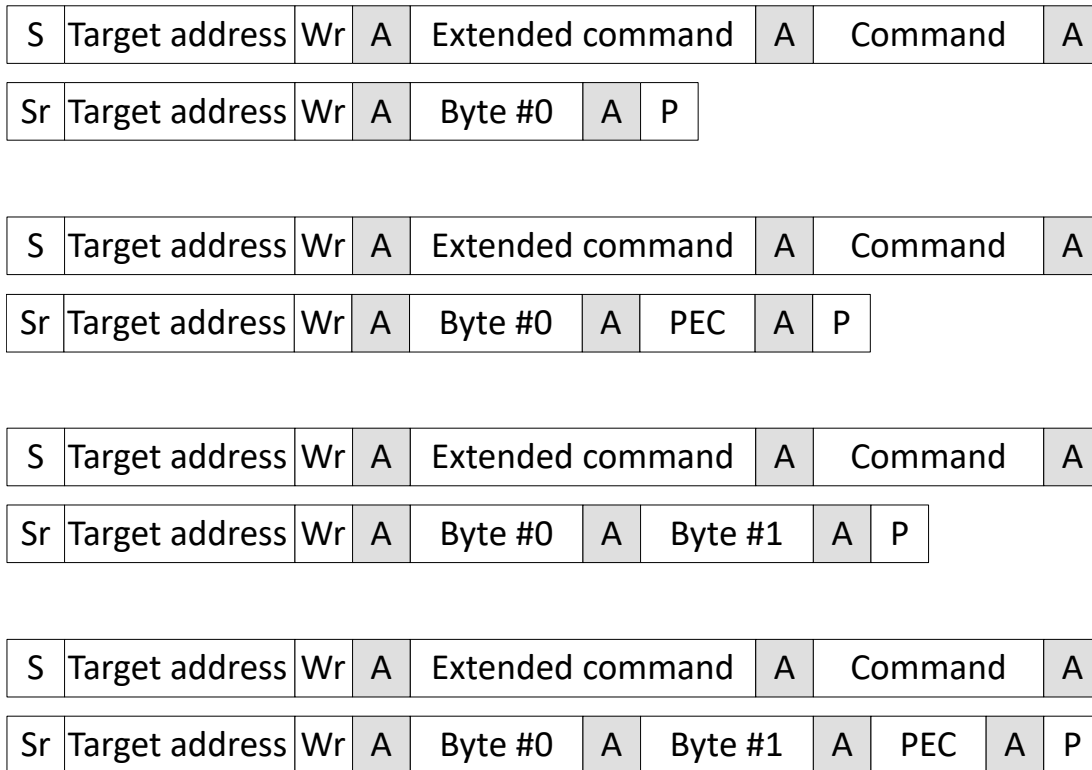 S Target address Wr A Extended command A Command A
Sr Target address Wr A Byte #0 A P
S Target address Wr A Extended command A Command A
Sr Target address Wr A Byte #0 A PEC A P
S Target address Wr A Extended command A Command A
Sr Target address Wr A Byte #0 A Byte #1 A P
S Target address Wr A Extended command A Command A
Sr Target address Wr A Byte #0 A Byte #1 A PEC A P